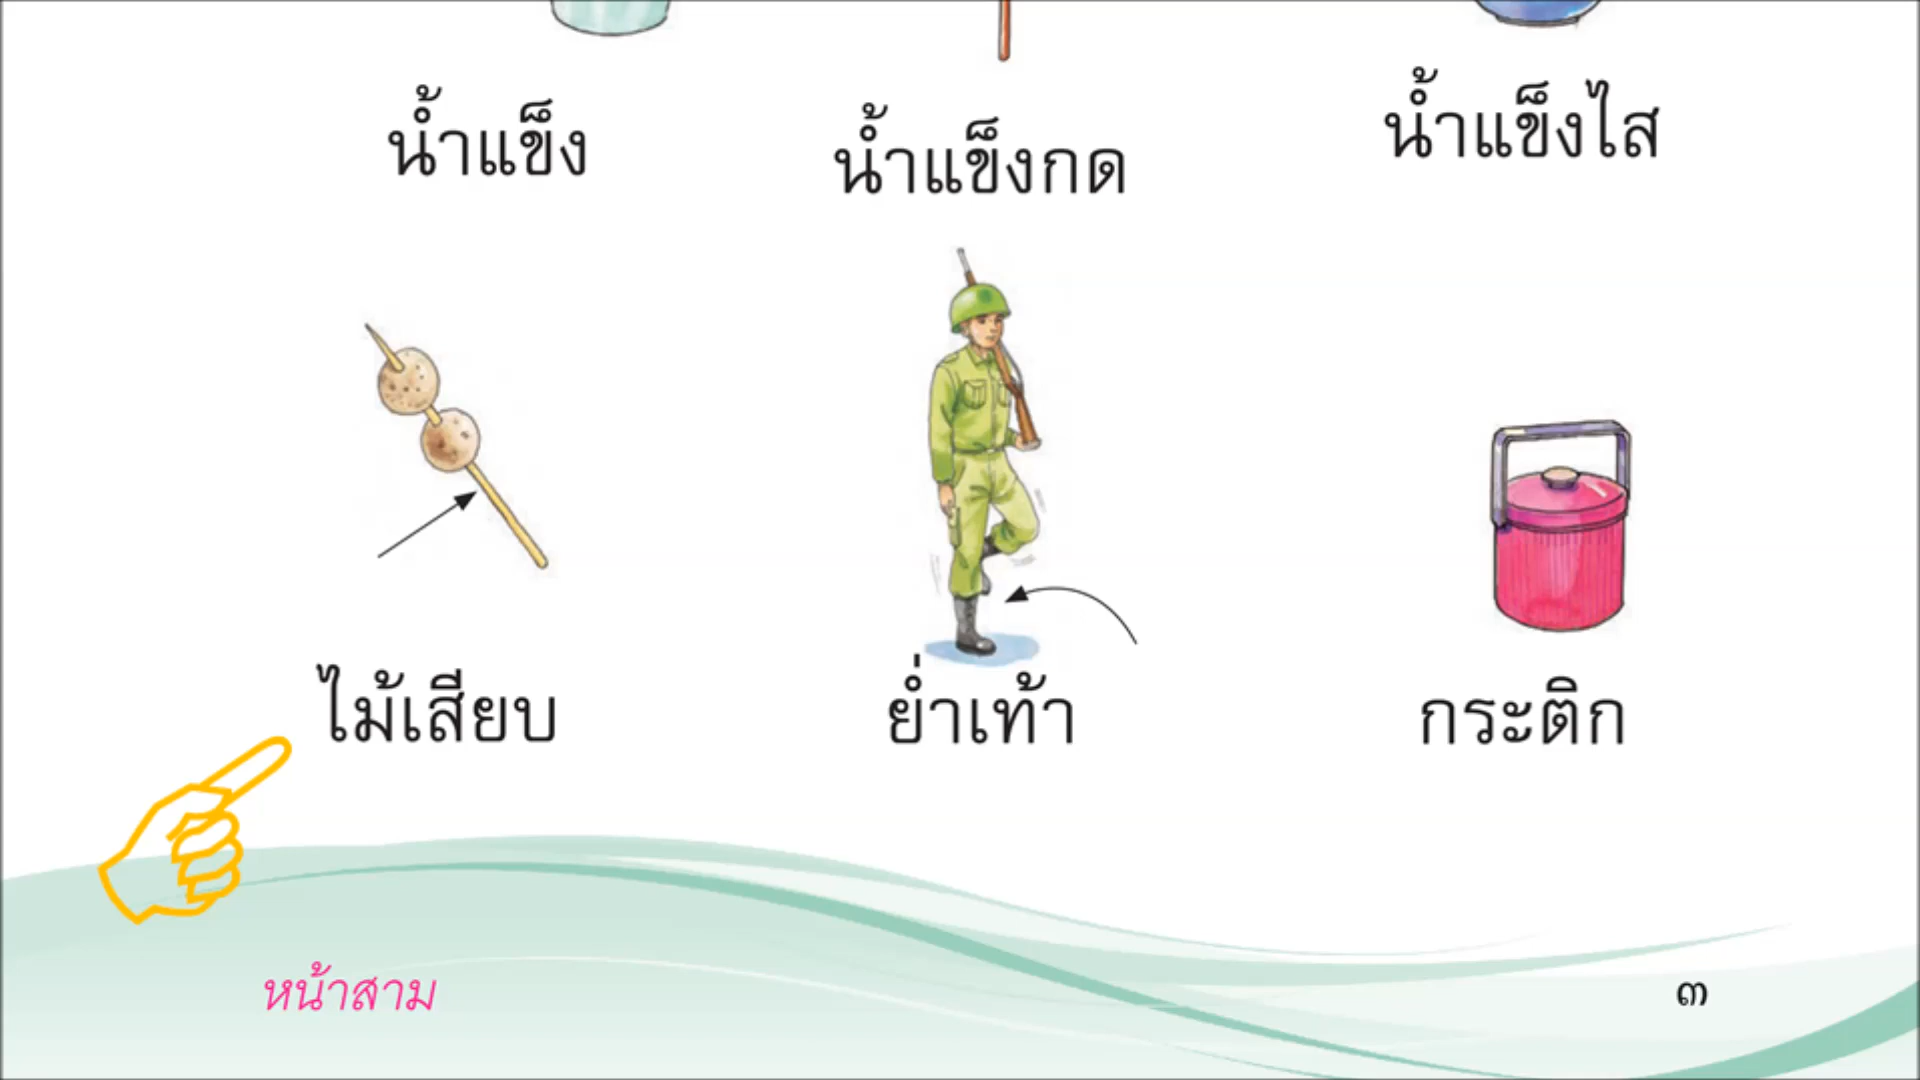 น้ำแข็ง
น้ำแข็งกด
น้ำแข็งไส
ไม้เสียบ
ย่ำเท้า
กระติก
หน้าสาม
๓